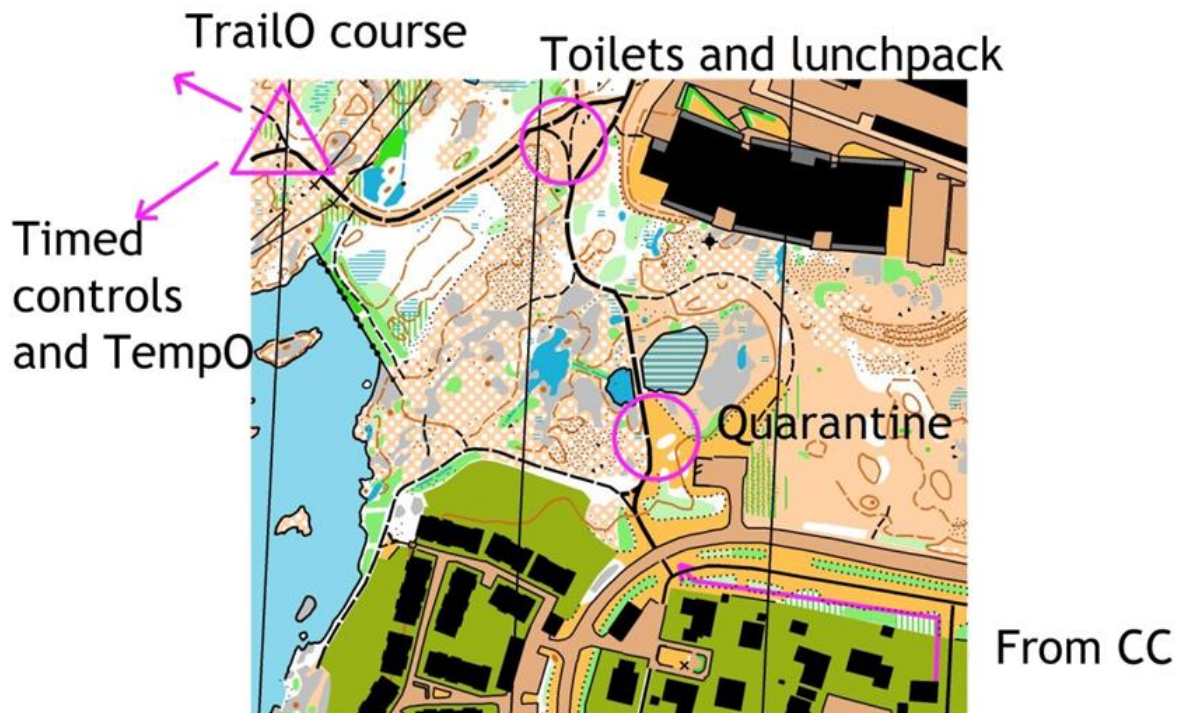 TrailO course
Toilets and lunchpack
Timed
controls
and TempO
Quarantine
From CC